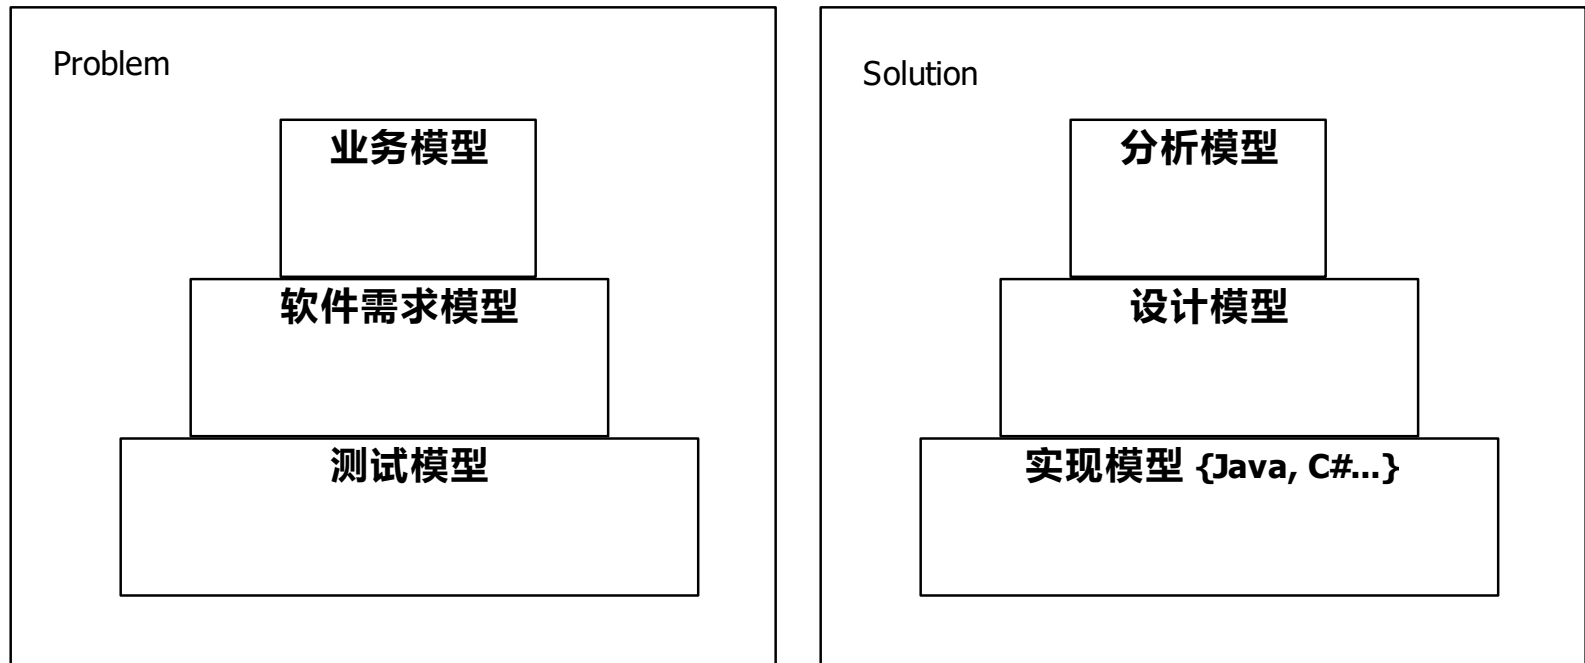 Problem
业务模型
软件需求模型
测试模型
Solution
分析模型
设计模型
实现模型 {Java, C#...}